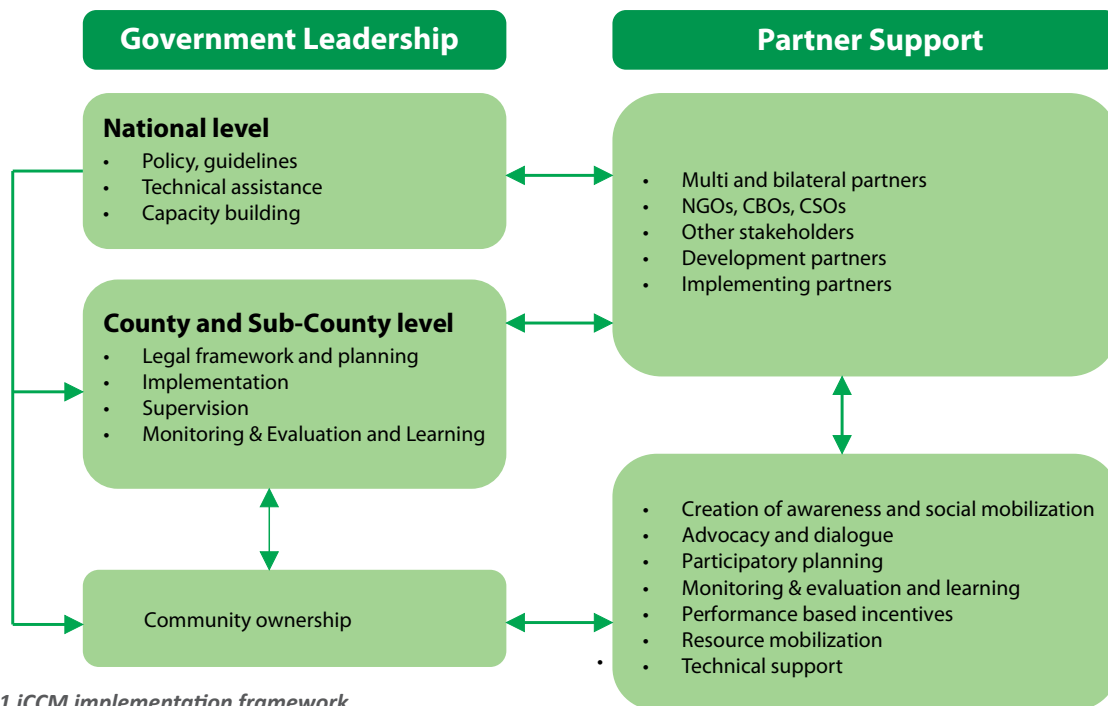 Government Leadership
Partner Support
National level
• Policy, guidelines
• Technical assistance
• Capacity building
County and Sub-County level
• Legal framework and planning
• Implementation
• Supervision
• Monitoring & Evaluation and Learning
Community ownership
• Multi and bilateral partners
• NGOs, CBOs, CSOs
• Other stakeholders
• Development partners
• Implementing partners
• Creation of awareness and social mobilization
• Advocacy and dialogue
• Participatory planning
• Monitoring & evaluation and learning
• Performance based incentives
• Resource mobilization
• Technical support
1 iCCM implementation framework